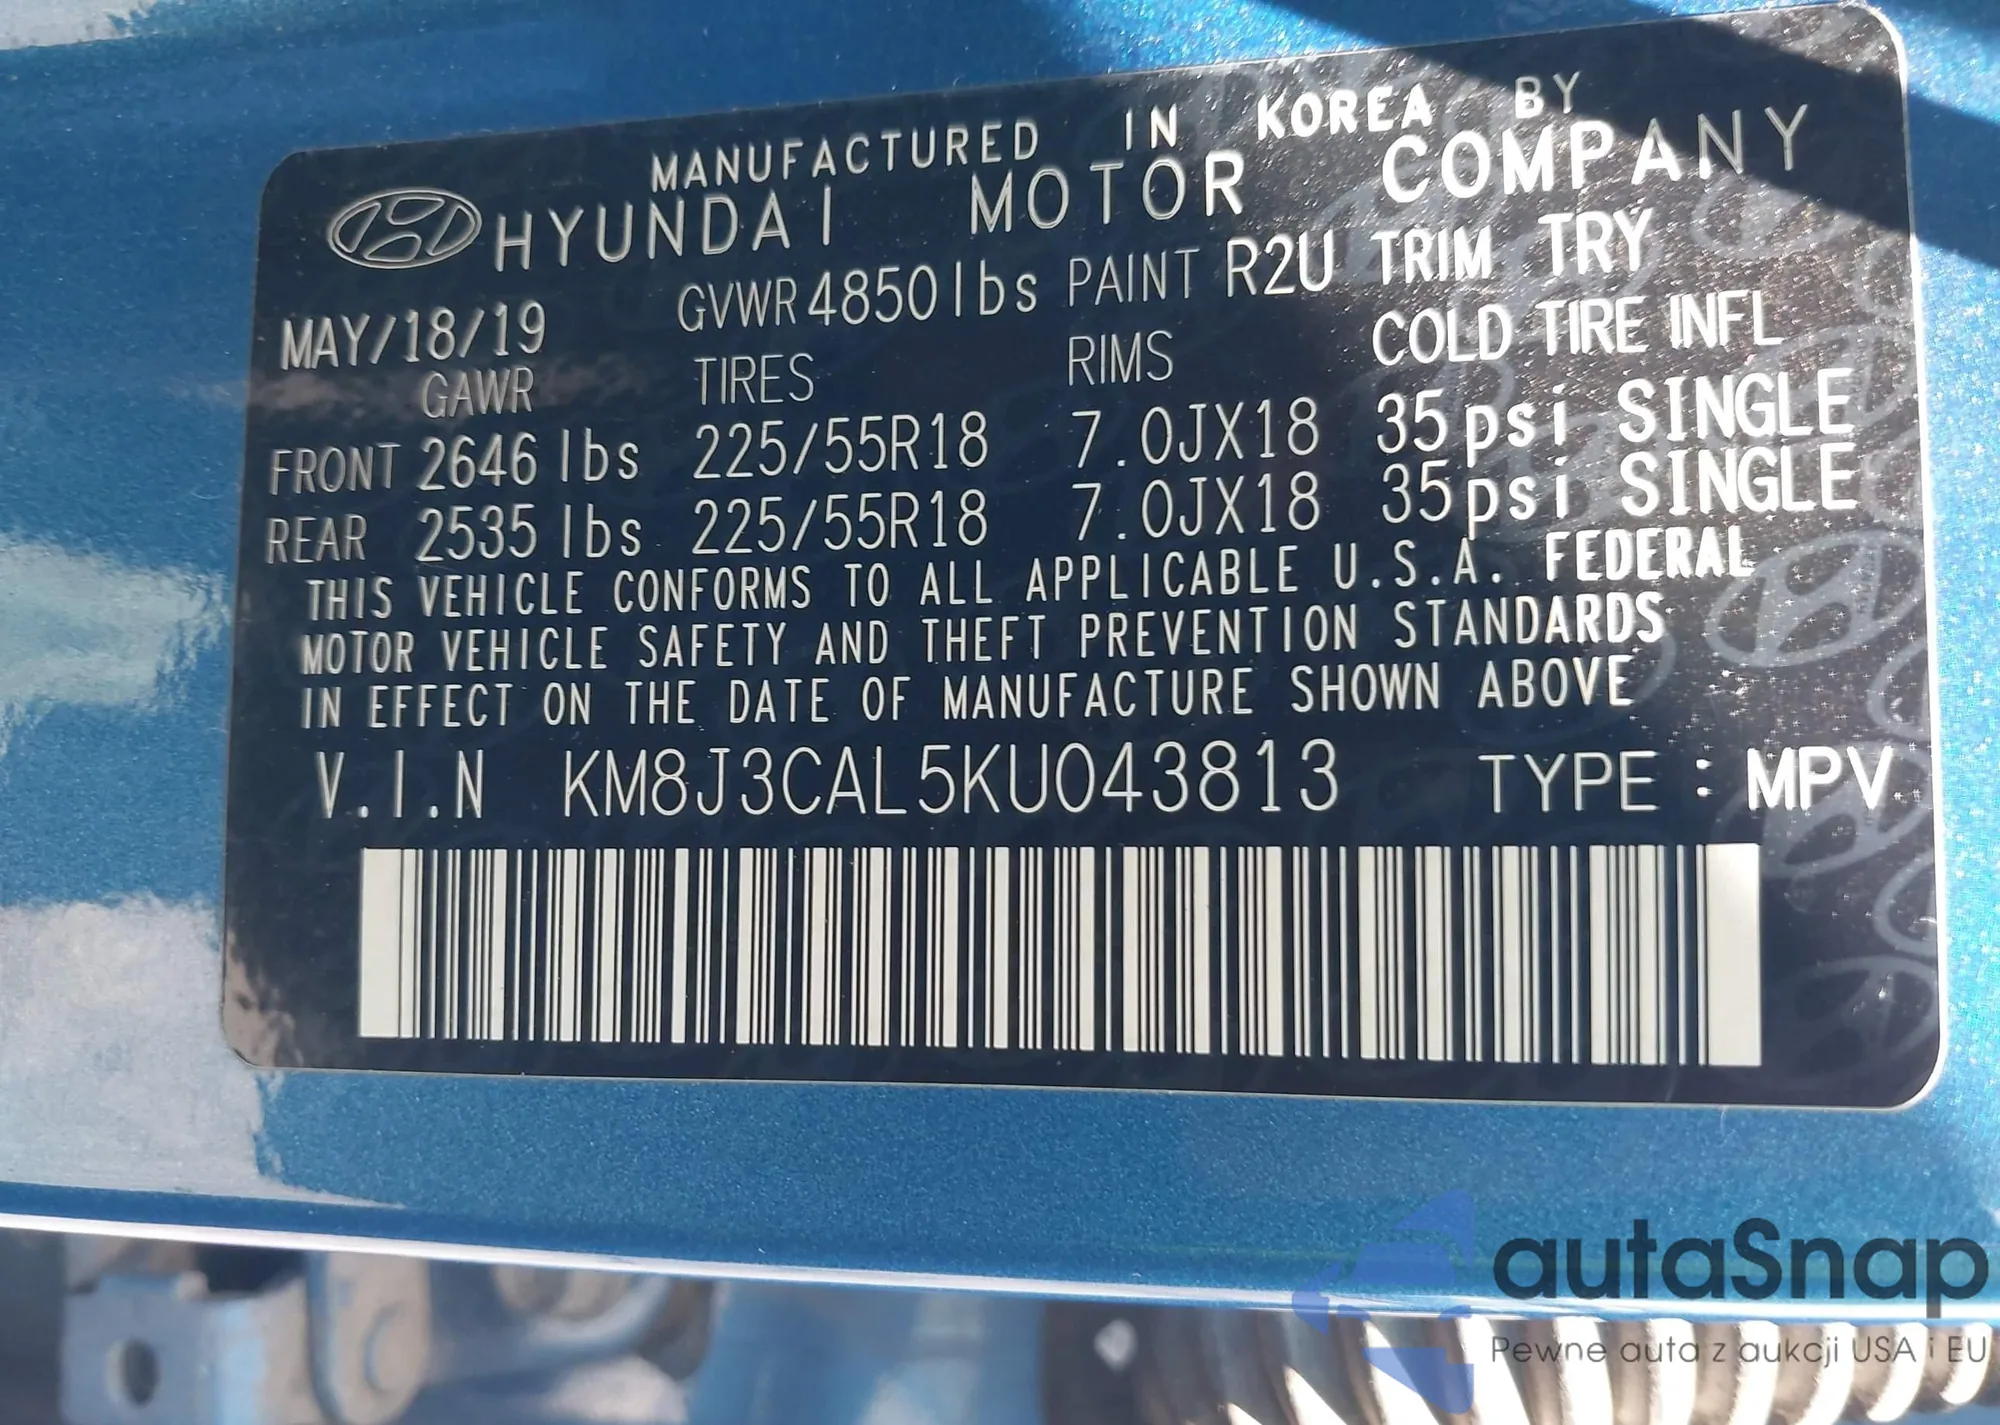 MANUFACTURED IN KOREA BY
HYUNDAI MOTOR COMPANY
MAY/18/19 GVWR 4850lbs PAINT R2U TRIM TRY
GAWR TIRES RIMS COLD TIRE INFL
FRONT 2646 lbs 225/55R18 7.0JX18 35psi SINGLE
REAR 2535 lbs 225/55R18 7.0JX18 35psi SINGLE
THIS VEHICLE CONFORMS TO ALL APPLICABLE U.S.A. FEDERAL
MOTOR VEHICLE SAFETY AND THEFT PREVENTION STANDARDS
IN EFFECT ON THE DATE OF MANUFACTURE SHOWN ABOVE
V.I.N KM8J3CAL5KU043813 TYPE : MPV
autaSnap
Pewne auta z aukcji USA i EU